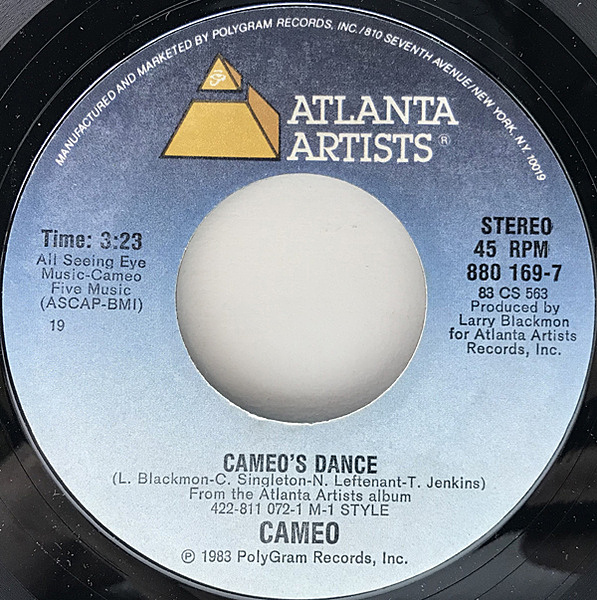 MANUFACTURED AND MARKETED BY POLYGRAM RECORDS, INC./810 SEVENTH AVENUE/NEW YORK, N.Y. 10019
ATLANTA
ARTISTS®
Time: 3:23
All Seeing Eye
Music-Cameo
Five Music
(ASCAP-BMI)
19
STEREO
45 RPM
880 169-7
83 CS 563
Produced by
Larry Blackmon
for Atlanta Artists
Records, Inc.
CAMEO'S DANCE
(L. Blackmon-C. Singleton-N. Leftenant-T. Jenkins)
From the Atlanta Artists album
422-811 072-1 M-1 STYLE
CAMEO
℗ 1983 PolyGram Records, Inc.